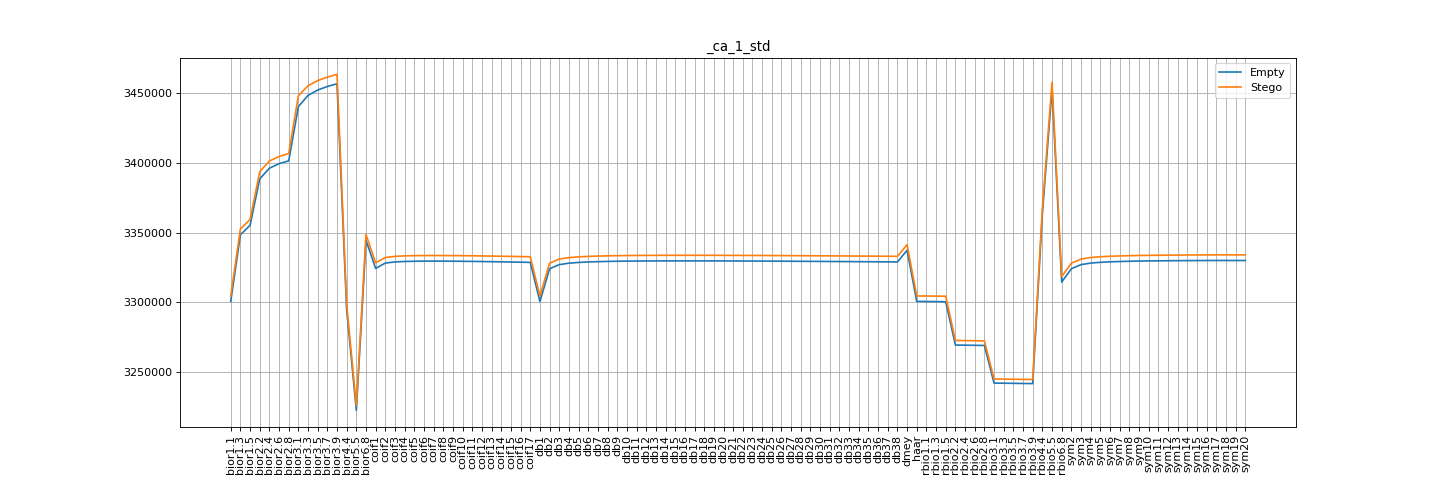 _ca_1_std
Empty
Stego
3450000
3400000
3350000
3300000
3250000
bior1.1
bior1.3
bior1.5
bior2.2
bior2.4
bior2.6
bior2.8
bior3.1
bior3.3
bior3.5
bior3.7
bior3.9
bior4.4
bior5.5
bior6.8
coif1
coif2
coif3
coif4
coif5
coif6
coif7
coif8
coif9
coif10
coif11
coif12
coif13
coif14
coif15
coif16
coif17
db1
db2
db3
db4
db5
db6
db7
db8
db9
db10
db11
db12
db13
db14
db15
db16
db17
db18
db19
db20
db21
db22
db23
db24
db25
db26
db27
db28
db29
db30
db31
db32
db33
db34
db35
db36
db37
db38
dmey
haar
rbio1.1
rbio1.3
rbio1.5
rbio2.2
rbio2.4
rbio2.6
rbio2.8
rbio3.1
rbio3.3
rbio3.5
rbio3.7
rbio3.9
rbio4.4
rbio5.5
rbio6.8
sym2
sym3
sym4
sym5
sym6
sym7
sym8
sym9
sym10
sym11
sym12
sym13
sym14
sym15
sym16
sym17
sym18
sym19
sym20